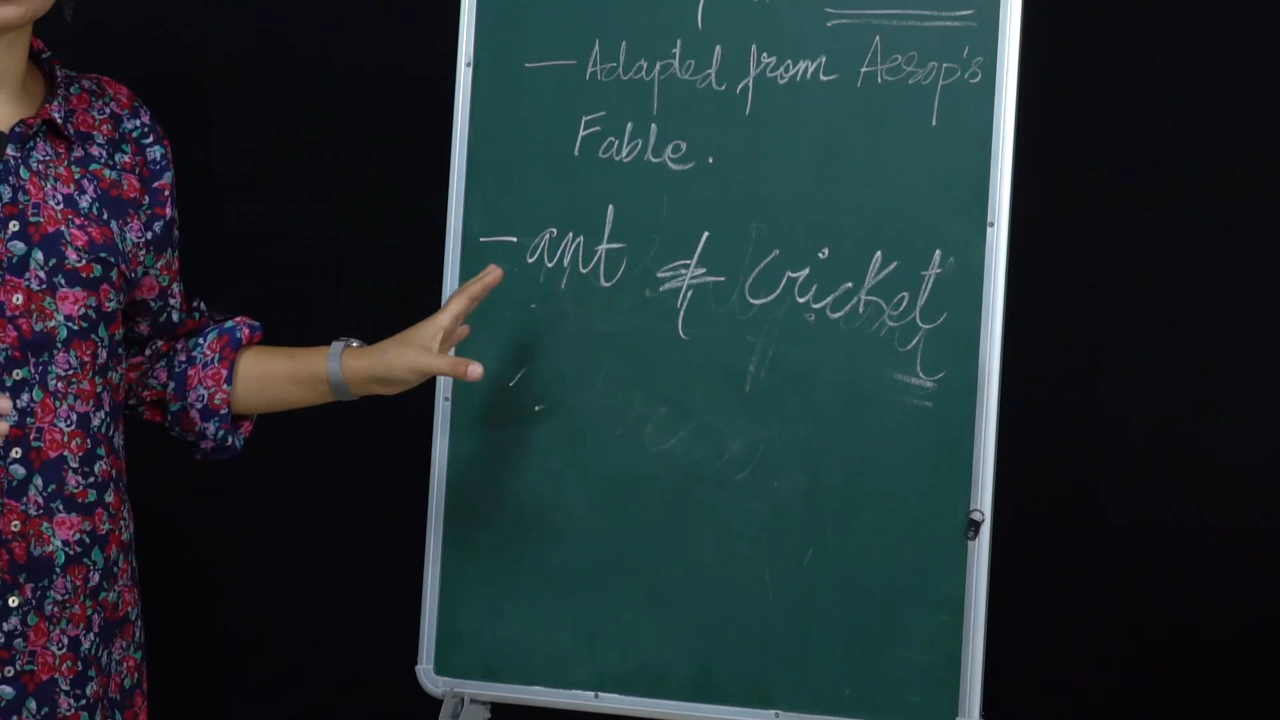 — Adapted from Aesop's
Fable.
— ant & cricket